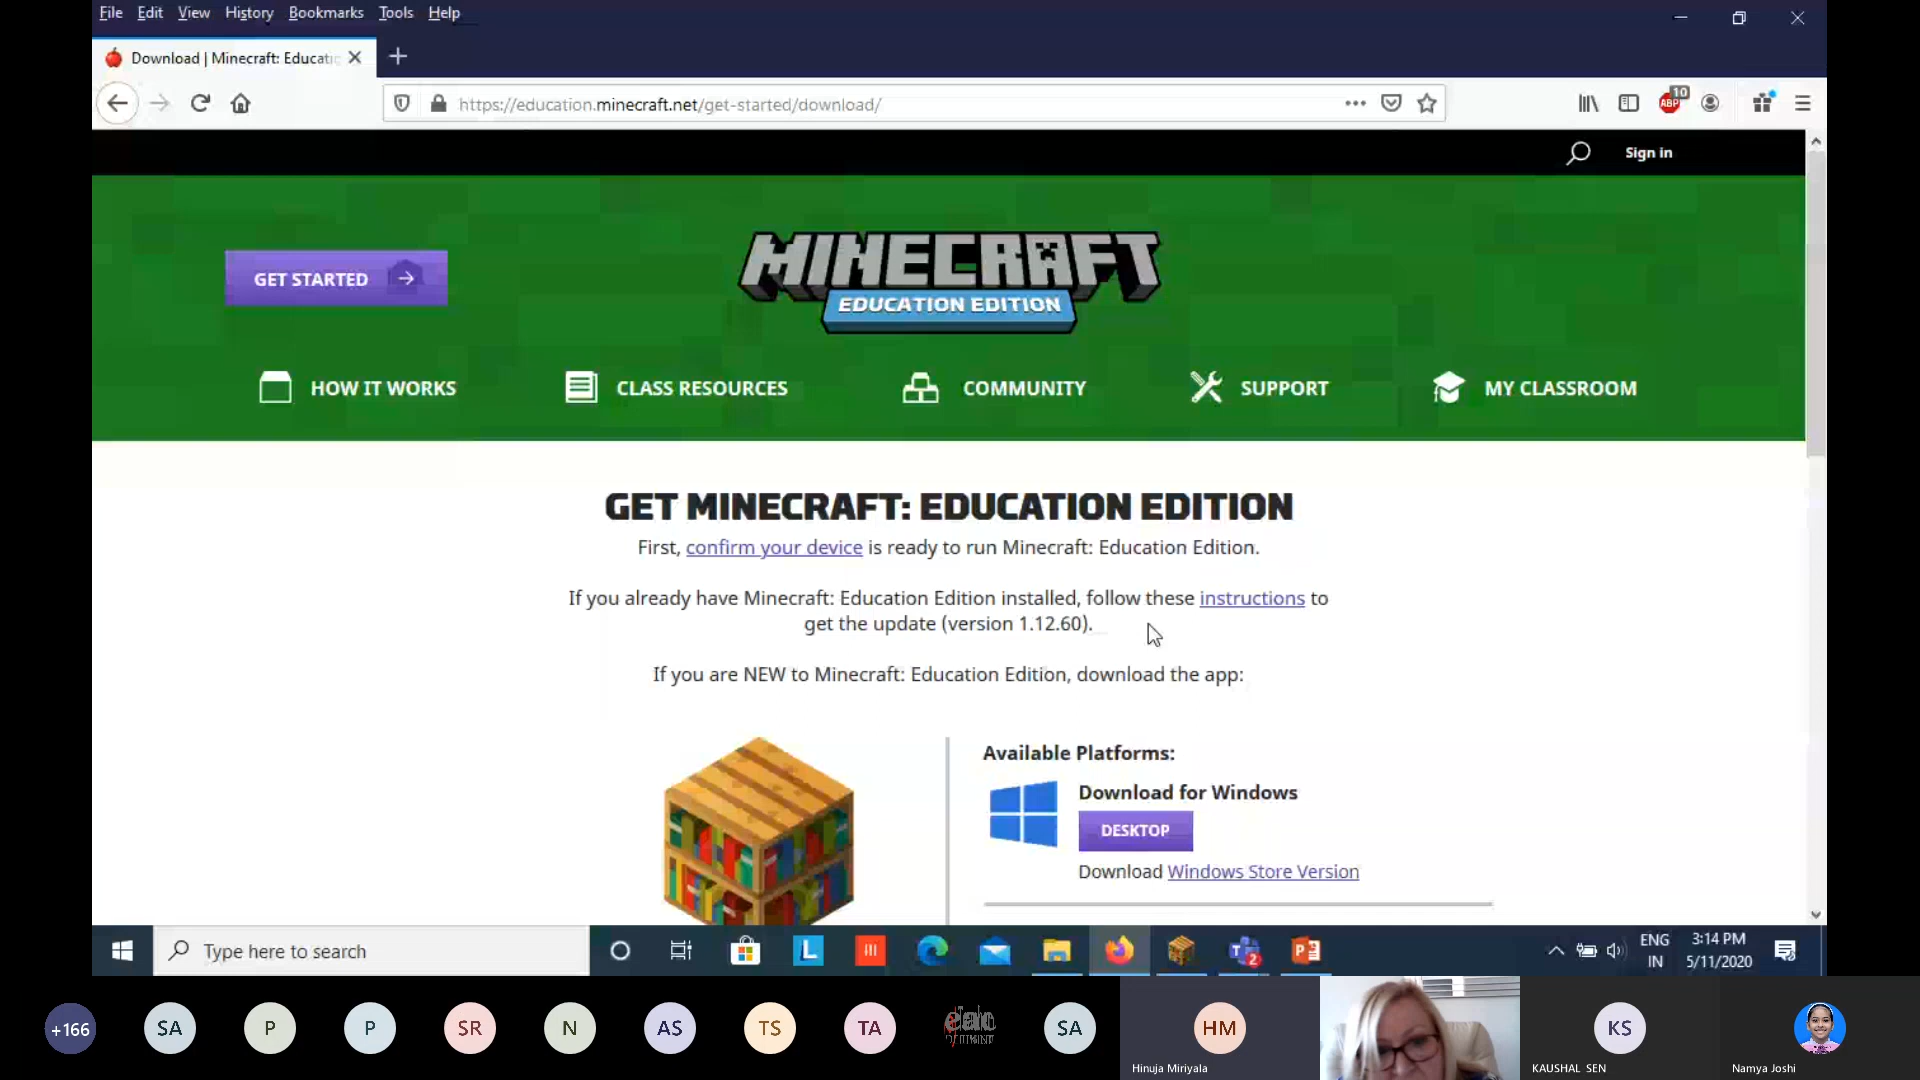 File Edit View History Bookmarks Tools Help
Download | Minecraft: Educatio
https://education.minecraft.net/get-started/download/
ABP
10
Sign in
GET STARTED
MINECRAFT
EDUCATION EDITION
HOW IT WORKS
CLASS RESOURCES
COMMUNITY
SUPPORT
MY CLASSROOM
GET MINECRAFT: EDUCATION EDITION
First, confirm your device is ready to run Minecraft: Education Edition.
If you already have Minecraft: Education Edition installed, follow these instructions to
get the update (version 1.12.60).
If you are NEW to Minecraft: Education Edition, download the app:
Available Platforms:
Download for Windows
DESKTOP
Download Windows Store Version
Type here to search
L
2
ENG
IN
3:14 PM
5/11/2020
+166
SA
P
P
SR
N
AS
TS
TA
SA
HM
KS
Hinuja Miriyala
KAUSHAL SEN
Namya Joshi